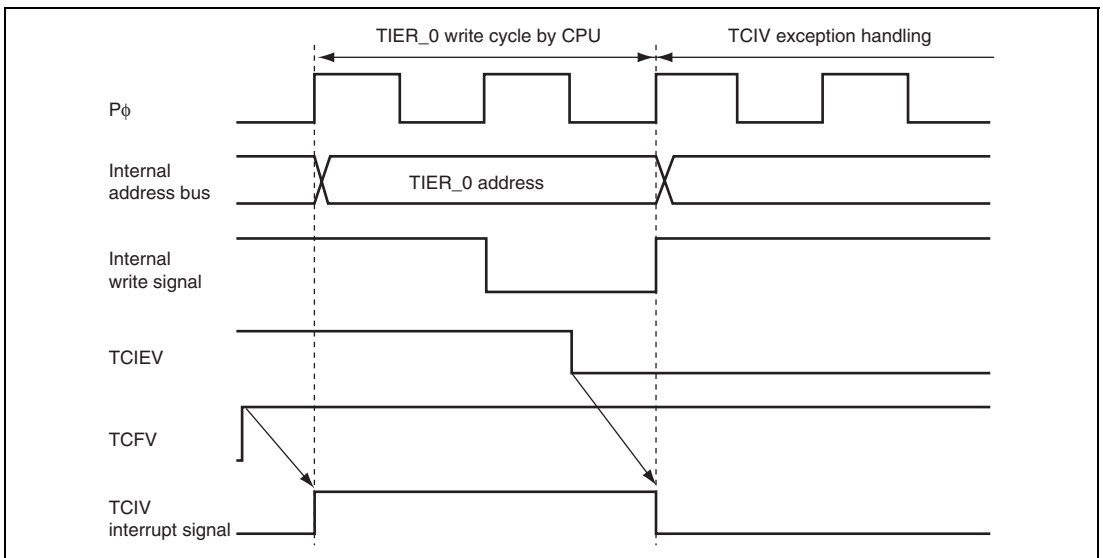 TIER_0 write cycle by CPU
TCIV exception handling
Pϕ
Internal
address bus
TIER_0 address
Internal
write signal
TCIEV
TCFV
TCIV
interrupt signal